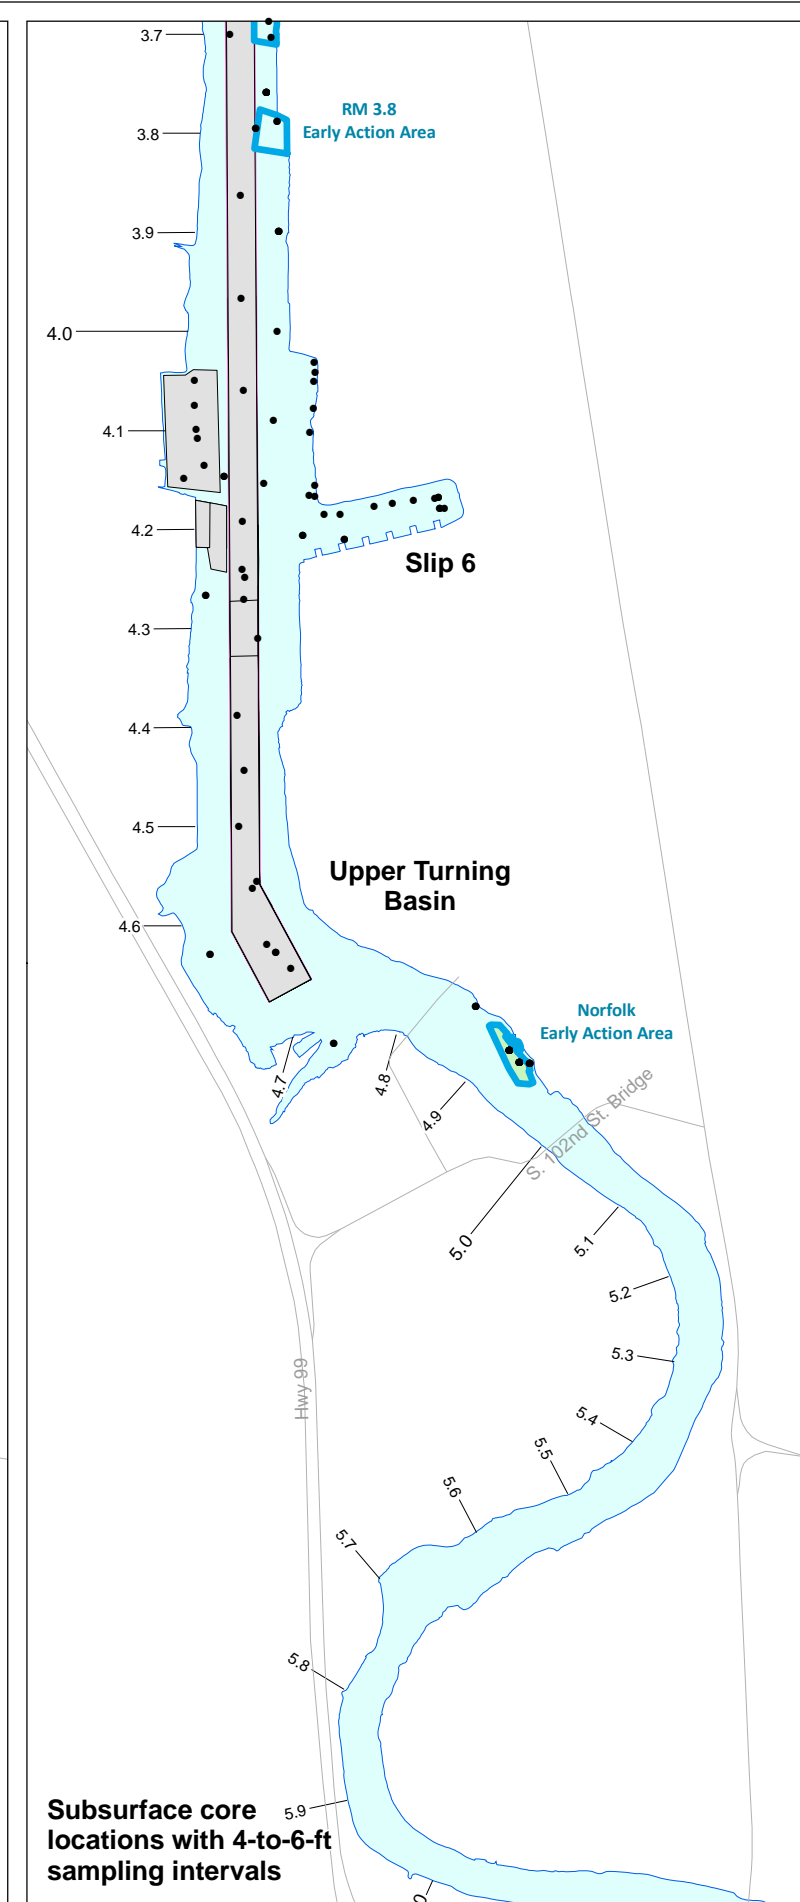 3.7
RM 3.8
Early Action Area
3.8
3.9
4.0
4.1
4.2
Slip 6
4.3
4.4
4.5
Upper Turning
Basin
4.6
Norfolk
Early Action Area
4.7
4.8
4.9
S. 102nd St. Bridge
5.0
5.1
5.2
5.3
Hwy 99
5.4
5.5
5.6
5.7
5.8
5.9
Subsurface core
locations with 4-to-6-ft
sampling intervals